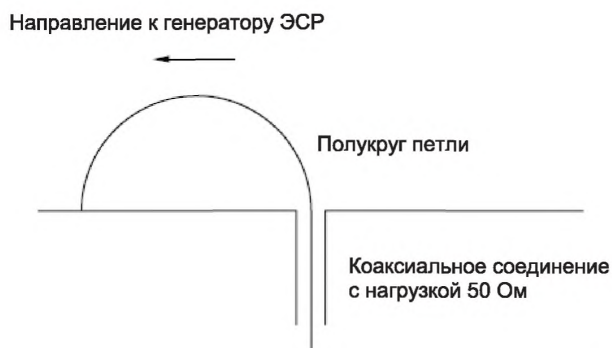 Направление к генератору ЭСР
Полукруг петли
Коаксиальное соединение
с нагрузкой 50 Ом